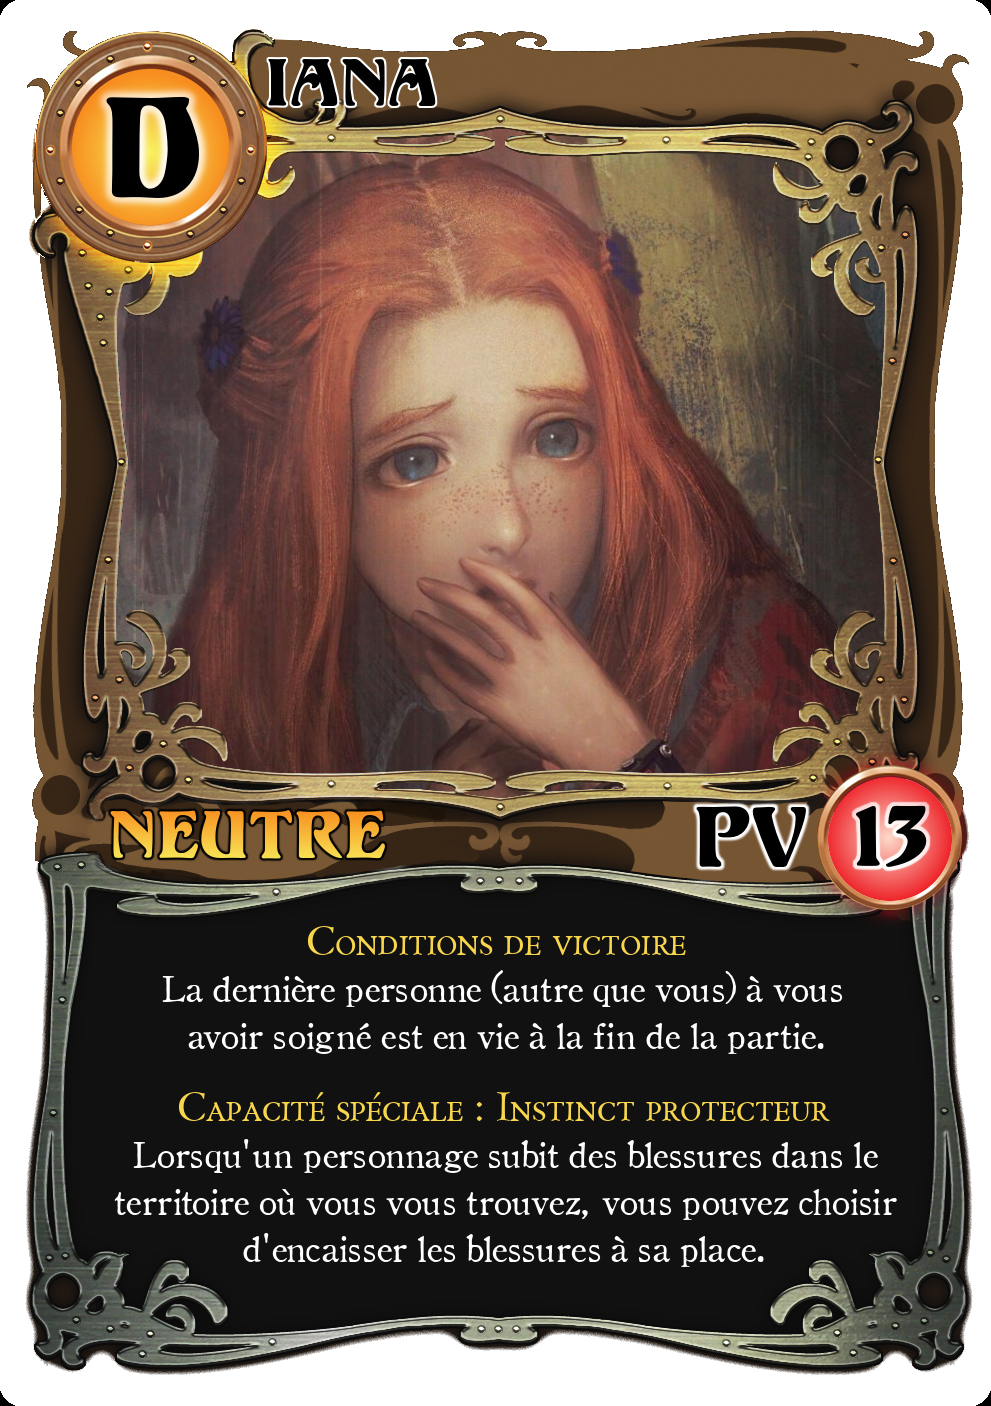 DIANA
NEUTRE PV 13
Conditions de victoire
La dernière personne (autre que vous) à vous
avoir soigné est en vie à la fin de la partie.
Capacité spéciale : Instinct protecteur
Lorsqu'un personnage subit des blessures dans le
territoire où vous vous trouvez, vous pouvez choisir
d'encaisser les blessures à sa place.